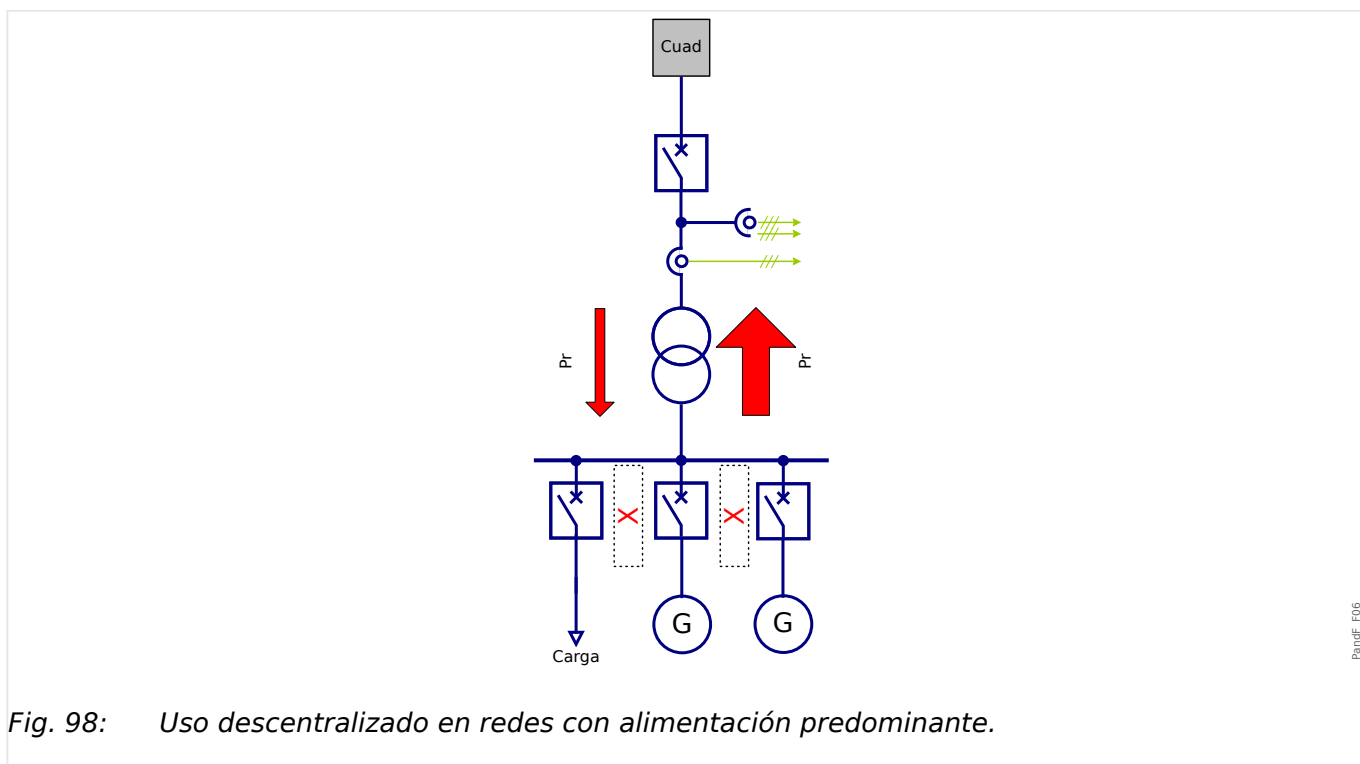 Cuad
Pr
Pr
X
X
G
G
Carga
PandF_F06
Fig. 98: Uso descentralizado en redes con alimentación predominante.